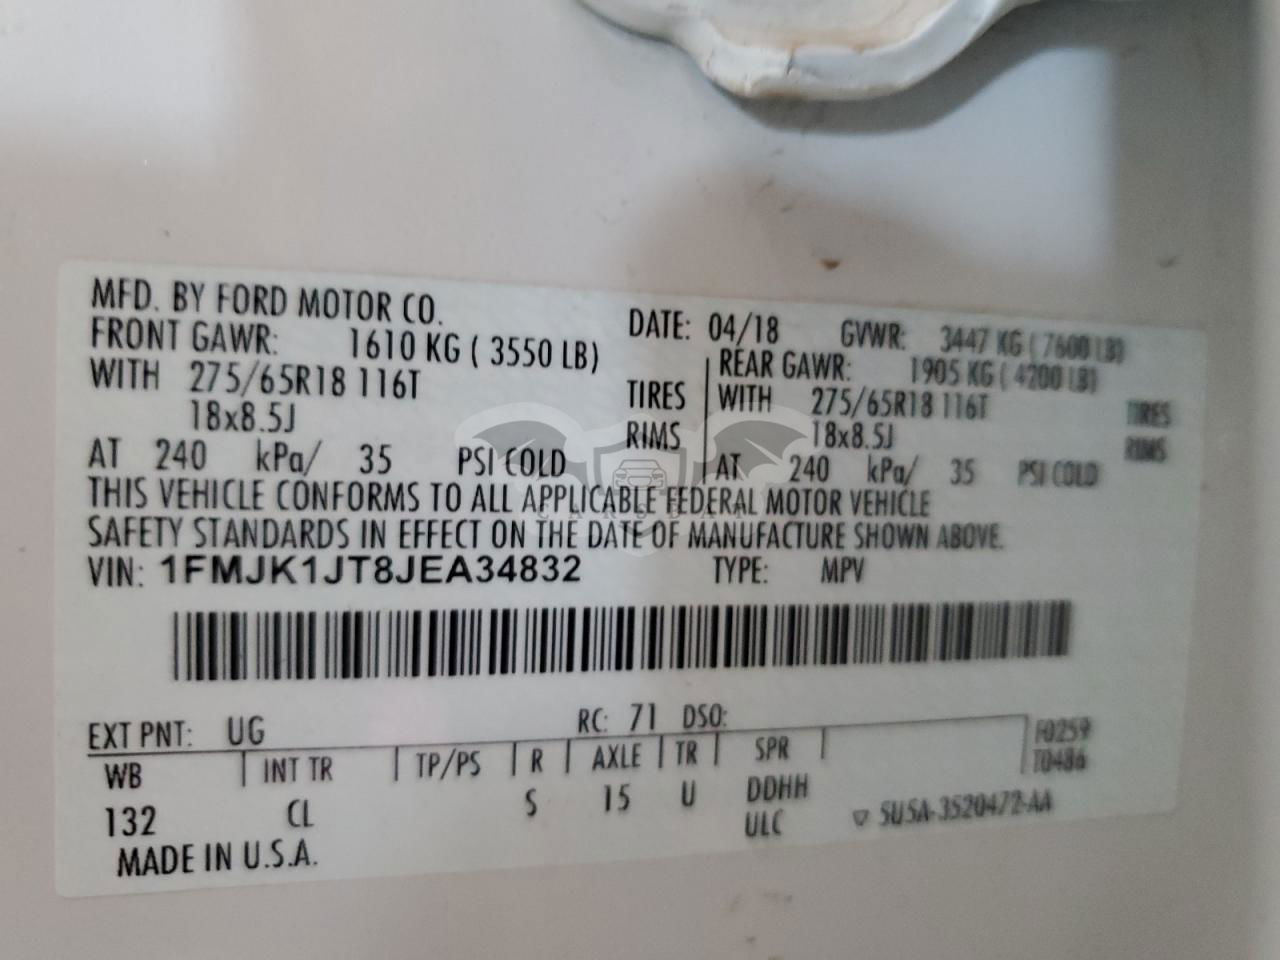 MFD. BY FORD MOTOR CO.
DATE: 04/18 GVWR: 3447 KG ( 7600 LB)
FRONT GAWR: 1610 KG ( 3550 LB)
REAR GAWR: 1905 KG ( 4200 LB)
WITH 275/65R18 116T TIRES
WITH 275/65R18 116T TIRES
18x8.5J RIMS
18x8.5J RIMS
AT 240 kPa/ 35 PSI COLD
AT 240 kPa/ 35 PSI COLD
THIS VEHICLE CONFORMS TO ALL APPLICABLE FEDERAL MOTOR VEHICLE
SAFETY STANDARDS IN EFFECT ON THE DATE OF MANUFACTURE SHOWN ABOVE.
VIN: 1FMJK1JT8JEA34832 TYPE: MPV
EXT PNT: UG RC: 71 DSO:
WB | INT TR | TP/PS | R | AXLE | TR | SPR |
F0259
T0486
132 CL S 15 U DDHH
ULC ▽ 5U5A-3520472-AA
MADE IN U.S.A.